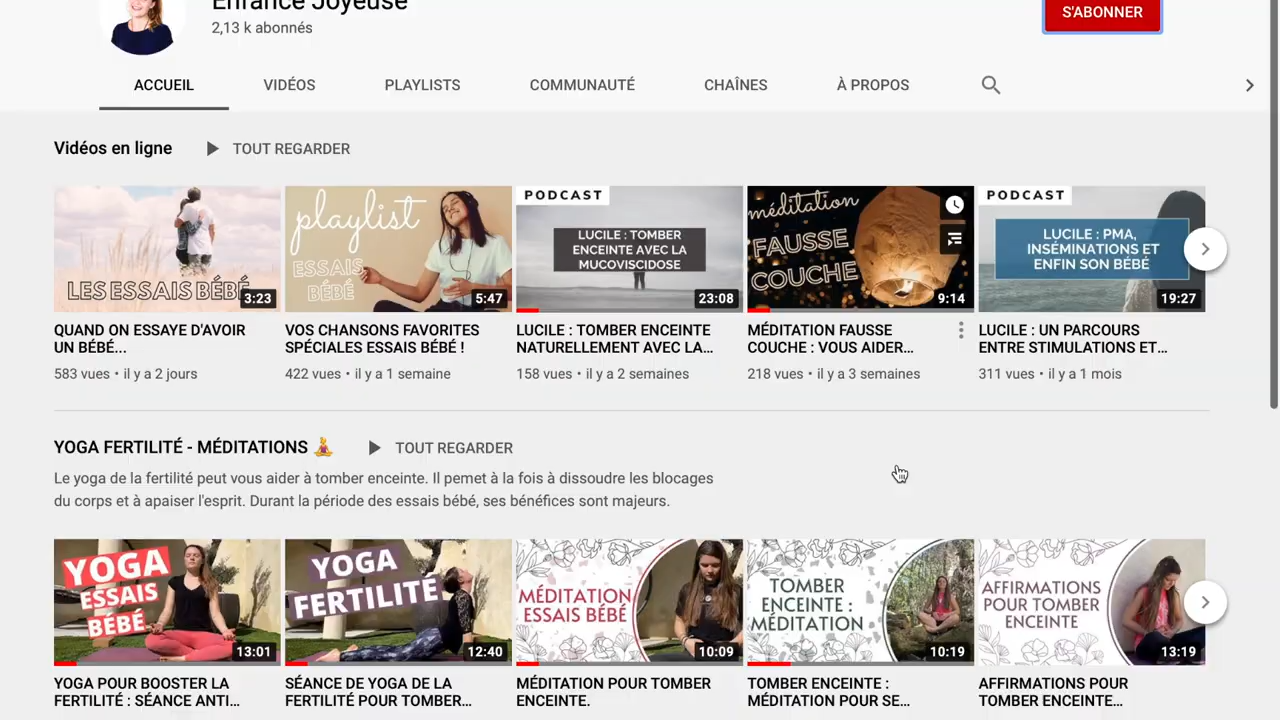 Enfance Joyeuse
2,13 k abonnés
S'ABONNER
ACCUEIL
VIDÉOS
PLAYLISTS
COMMUNAUTÉ
CHAÎNES
À PROPOS
Vidéos en ligne
TOUT REGARDER
LES ESSAIS BÉBÉ
3:23
playlist
ESSAIS
BÉBÉ
5:47
PODCAST
LUCILE : TOMBER
ENCEINTE AVEC LA
MUCOVISCIDOSE
23:08
méditation
FAUSSE
COUCHE
9:14
PODCAST
LUCILE : PMA,
INSÉMINATIONS ET
ENFIN SON BÉBÉ
19:27
QUAND ON ESSAYE D'AVOIR
UN BÉBÉ...
583 vues • il y a 2 jours
VOS CHANSONS FAVORITES
SPÉCIALES ESSAIS BÉBÉ !
422 vues • il y a 1 semaine
LUCILE : TOMBER ENCEINTE
NATURELLEMENT AVEC LA...
158 vues • il y a 2 semaines
MÉDITATION FAUSSE
COUCHE : VOUS AIDER...
218 vues • il y a 3 semaines
LUCILE : UN PARCOURS
ENTRE STIMULATIONS ET...
311 vues • il y a 1 mois
YOGA FERTILITÉ - MÉDITATIONS 🧘
TOUT REGARDER
Le yoga de la fertilité peut vous aider à tomber enceinte. Il pemet à la fois à dissoudre les blocages
du corps et à apaiser l'esprit. Durant la période des essais bébé, ses bénéfices sont majeurs.
YOGA
ESSAIS
BÉBÉ
13:01
YOGA
FERTILITÉ
12:40
MÉDITATION
ESSAIS BÉBÉ
10:09
TOMBER
ENCEINTE :
MÉDITATION
10:19
AFFIRMATIONS
POUR TOMBER
ENCEINTE
13:19
YOGA POUR BOOSTER LA
FERTILITÉ : SÉANCE ANTI...
SÉANCE DE YOGA DE LA
FERTILITÉ POUR TOMBER...
MÉDITATION POUR TOMBER
ENCEINTE.
TOMBER ENCEINTE :
MÉDITATION POUR SE...
AFFIRMATIONS POUR
TOMBER ENCEINTE...